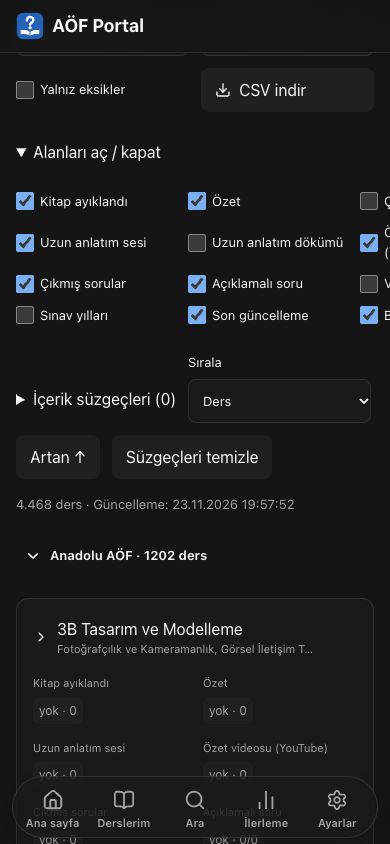 AÖF Portal
Yalnız eksikler
CSV indir
Alanları aç / kapat
Kitap ayıklandı
Özet
Uzun anlatım sesi
Uzun anlatım dökümü
Çıkmış sorular
Açıklamalı soru
Sınav yılları
Son güncelleme
Sırala
İçerik süzgeçleri (0)
Ders
Artan ↑
Süzgeçleri temizle
4.468 ders · Güncelleme: 23.11.2026 19:57:52
Anadolu AÖF · 1202 ders
3B Tasarım ve Modelleme
Fotoğrafçılık ve Kameramanlık, Görsel İletişim T...
Kitap ayıklandı
Özet
yok · 0
yok · 0
Uzun anlatım sesi
Özet videosu (YouTube)
yok · 0
yok · 0
Çıkmış sorular
Açıklamalı soru
yok · 0
yok · 0/0
Ana sayfa
Derslerim
Ara
İlerleme
Ayarlar